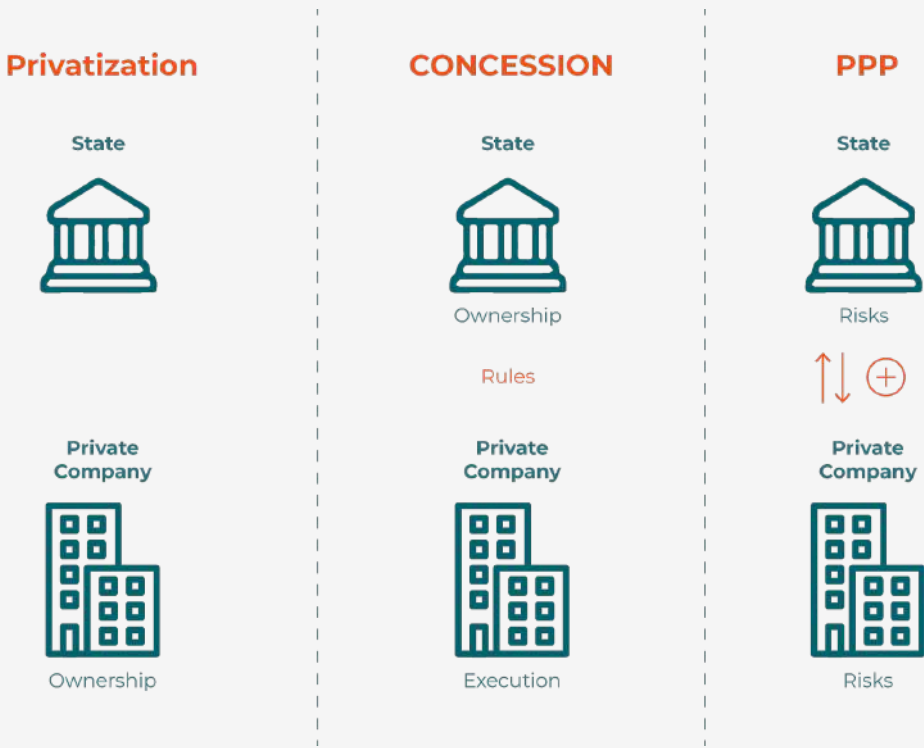 Privatization
State
Private
Company
Ownership
CONCESSION
State
Ownership
Rules
Private
Company
Execution
PPP
State
Risks
Private
Company
Risks